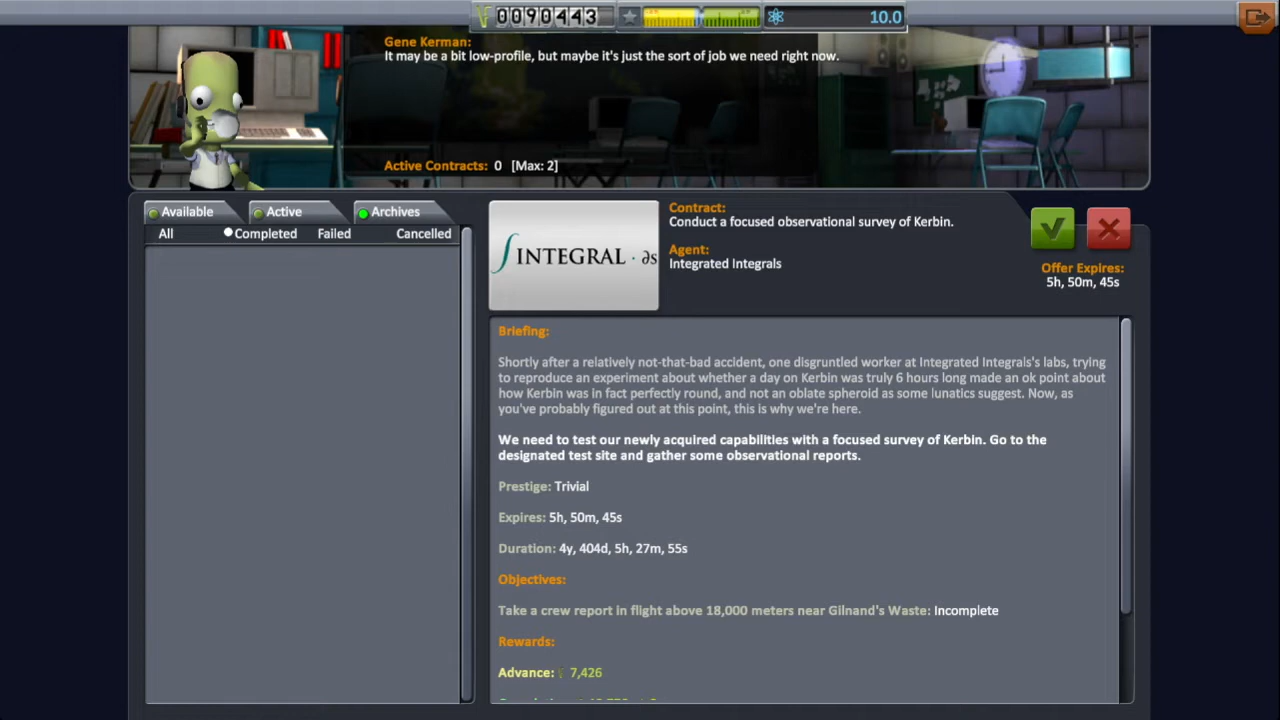 0090443
10.0
Gene Kerman:
It may be a bit low-profile, but maybe it's just the sort of job we need right now.
Active Contracts: 0 [Max: 2]
Available Active Archives
All Completed Failed Cancelled
INTEGRAL · ∂s
Contract:
Conduct a focused observational survey of Kerbin.
Agent:
Integrated Integrals
Offer Expires:
5h, 50m, 45s
Briefing:
Shortly after a relatively not-that-bad accident, one disgruntled worker at Integrated Integrals's labs, trying
to reproduce an experiment about whether a day on Kerbin was truly 6 hours long made an ok point about
how Kerbin was in fact perfectly round, and not an oblate spheroid as some lunatics suggest. Now, as
you've probably figured out at this point, this is why we're here.
We need to test our newly acquired capabilities with a focused survey of Kerbin. Go to the
designated test site and gather some observational reports.
Prestige: Trivial
Expires: 5h, 50m, 45s
Duration: 4y, 404d, 5h, 27m, 55s
Objectives:
Take a crew report in flight above 18,000 meters near Gilnand's Waste: Incomplete
Rewards:
Advance: 7,426